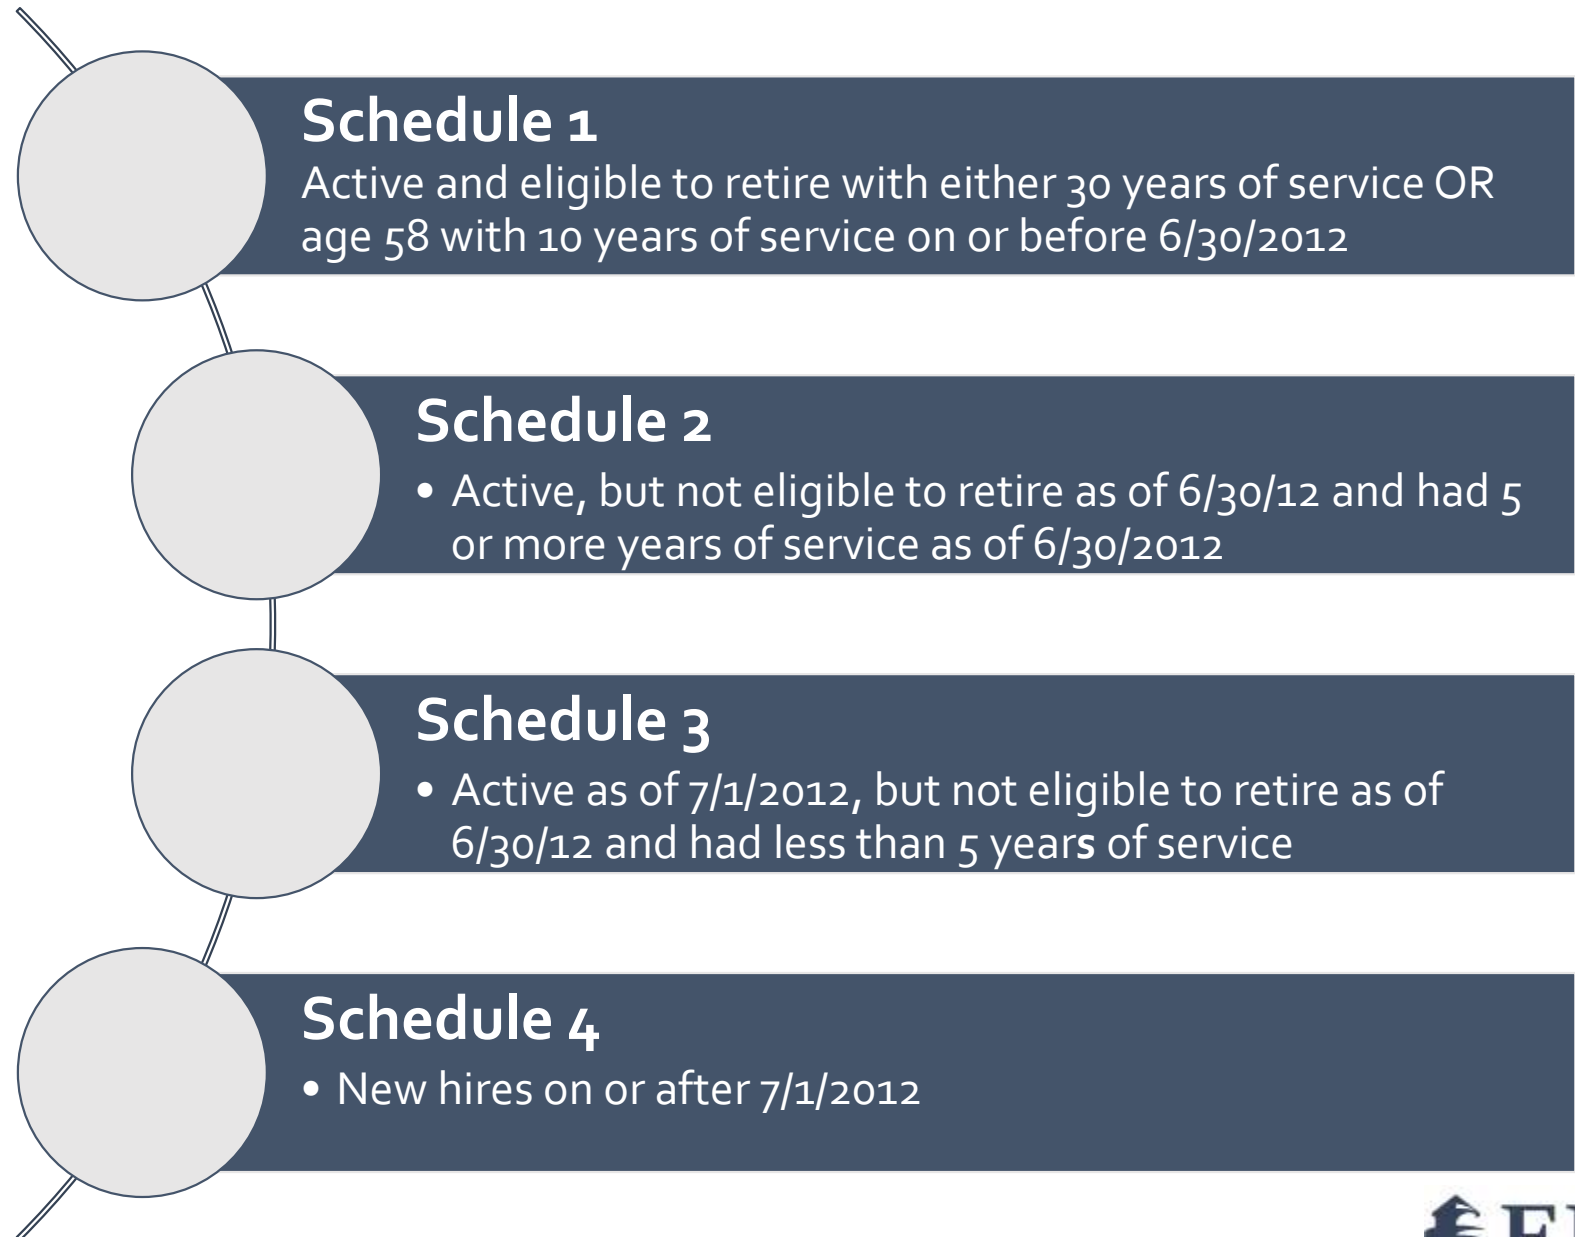 Schedule 1
Active and eligible to retire with either 30 years of service OR
age 58 with 10 years of service on or before 6/30/2012
Schedule 2
• Active, but not eligible to retire as of 6/30/12 and had 5
or more years of service as of 6/30/2012
Schedule 3
• Active as of 7/1/2012, but not eligible to retire as of
6/30/12 and had less than 5 years of service
Schedule 4
• New hires on or after 7/1/2012